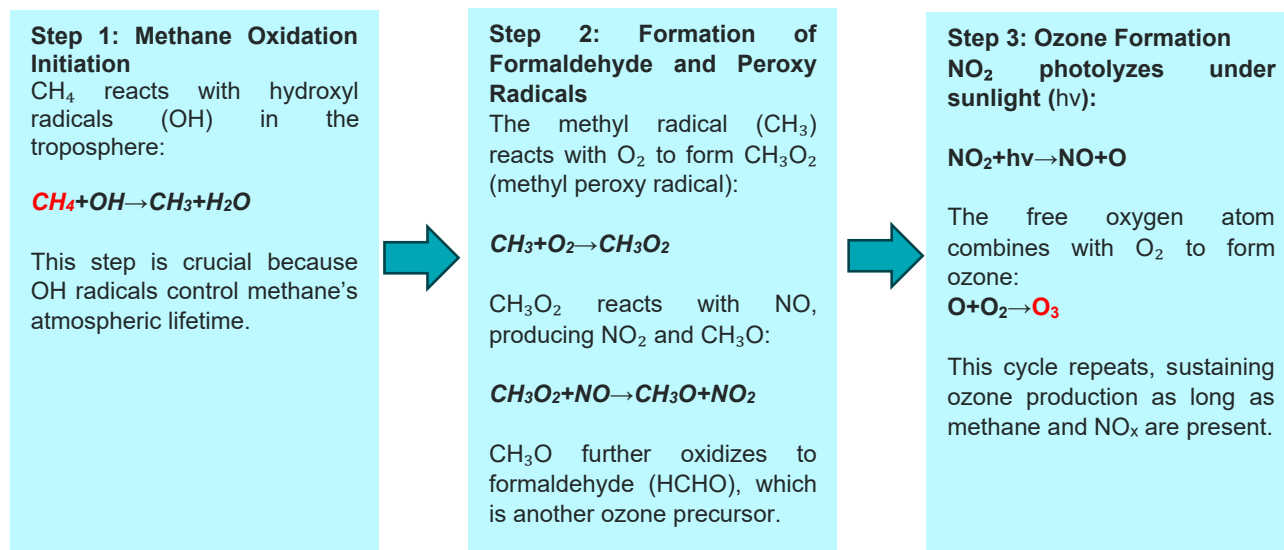 Step 1: Methane Oxidation
Initiation
CH₄ reacts with hydroxyl
radicals (OH) in the
troposphere:
CH₄+OH→CH₃+H₂O
This step is crucial because
OH radicals control methane's
atmospheric lifetime.
Step 2: Formation of
Formaldehyde and Peroxy
Radicals
The methyl radical (CH₃)
reacts with O₂ to form CH₃O₂
(methyl peroxy radical):
CH₃+O₂→CH₃O₂
CH₃O₂ reacts with NO,
producing NO₂ and CH₃O:
CH₃O₂+NO→CH₃O+NO₂
CH₃O further oxidizes to
formaldehyde (HCHO), which
is another ozone precursor.
Step 3: Ozone Formation
NO₂ photolyzes under
sunlight (hv):
NO₂+hv→NO+O
The free oxygen atom
combines with O₂ to form
ozone:
O+O₂→O₃
This cycle repeats, sustaining
ozone production as long as
methane and NOₓ are present.